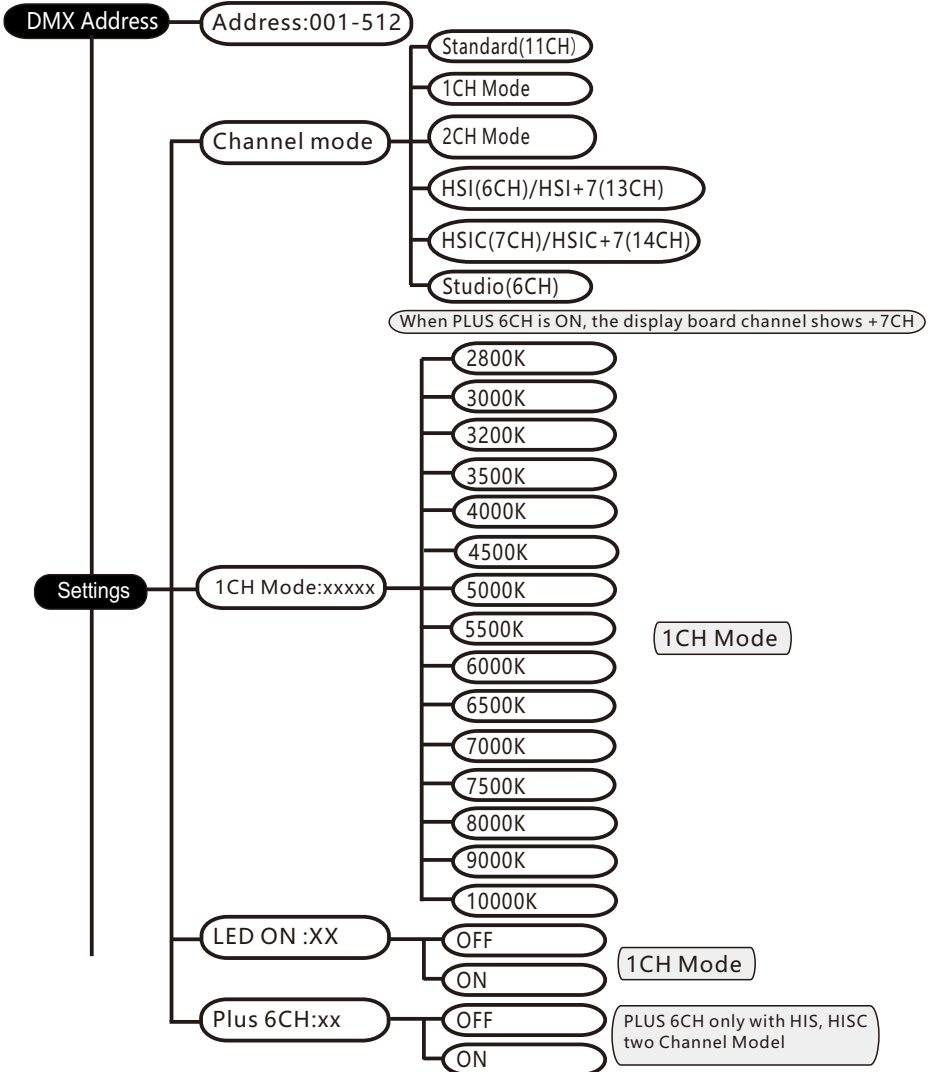 DMX Address
Address:001-512
Standard(11CH)
1CH Mode
Channel mode
2CH Mode
HSI(6CH)/HSI+7(13CH)
HSIC(7CH)/HSIC+7(14CH)
Studio(6CH)
When PLUS 6CH is ON, the display board channel shows +7CH
2800K
3000K
3200K
3500K
4000K
4500K
Settings
1CH Mode:xxxxx
5000K
5500K
1CH Mode
6000K
6500K
7000K
7500K
8000K
9000K
10000K
LED ON :XX
OFF
ON
1CH Mode
Plus 6CH:xx
OFF
ON
PLUS 6CH only with HIS, HISC
two Channel Model